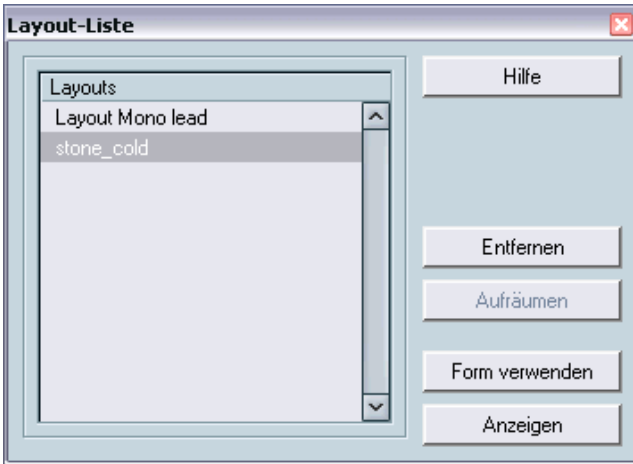 Layout-Liste
Layouts
Layout Mono lead
stone_cold
Hilfe
Entfernen
Aufräumen
Form verwenden
Anzeigen